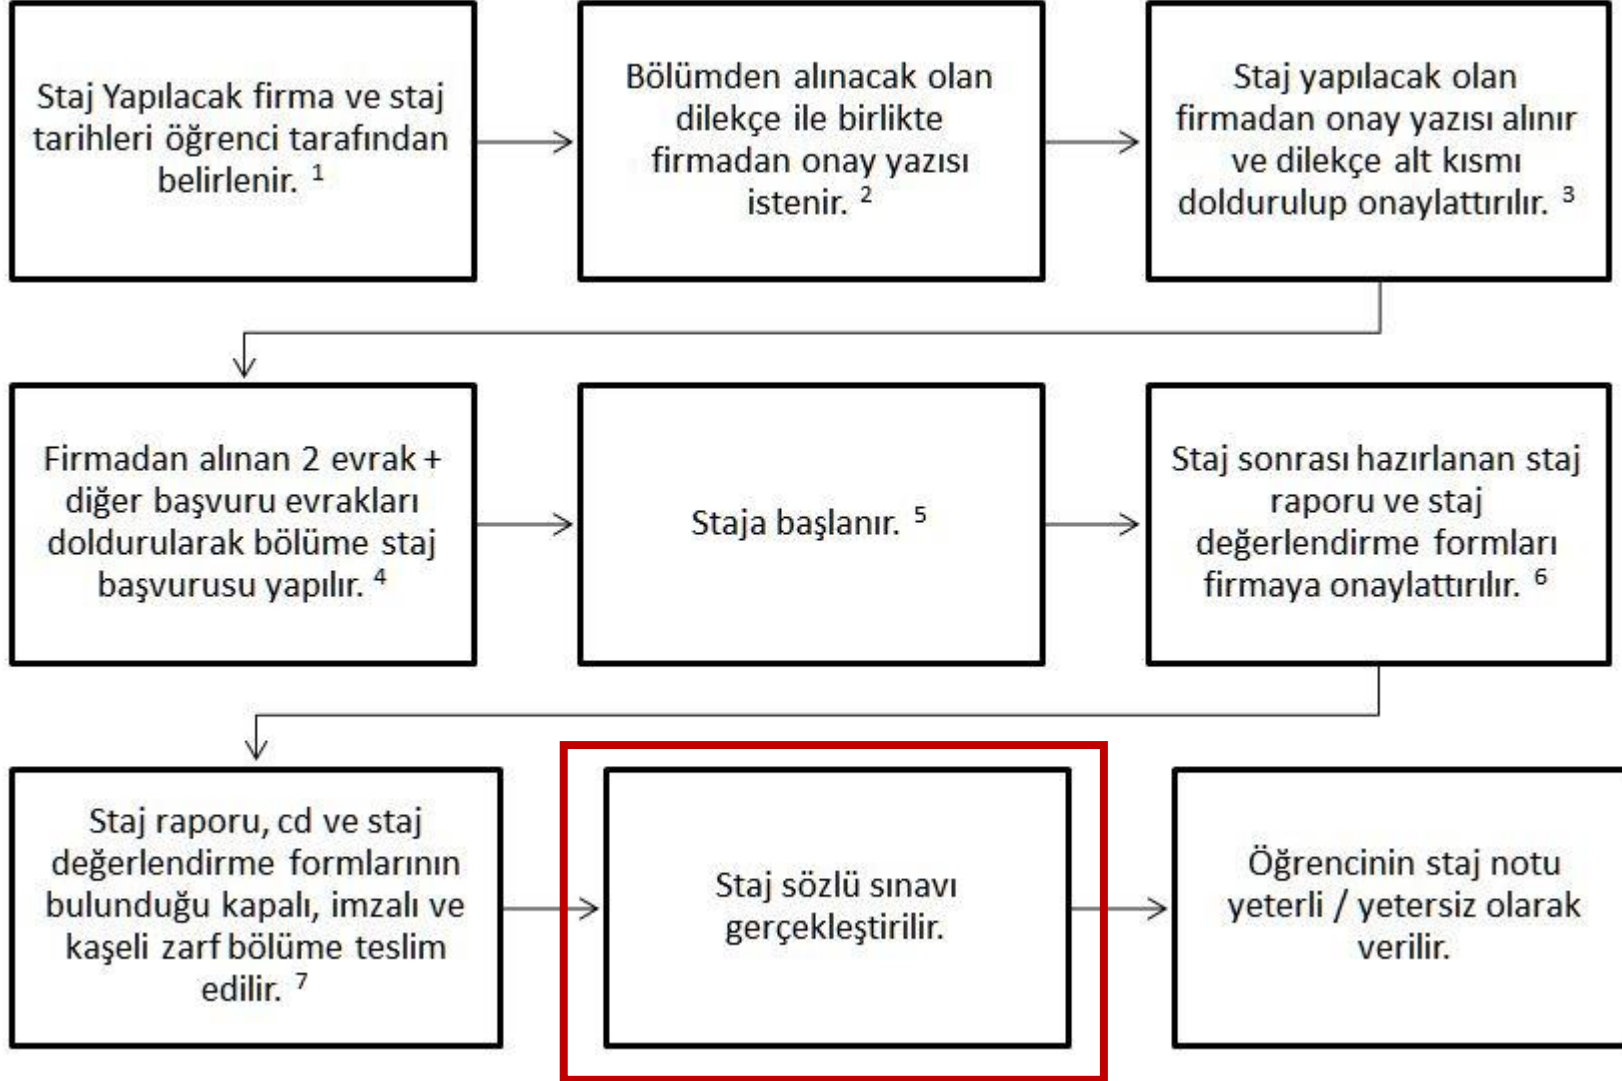 Staj Yapılacak firma ve staj
tarihleri öğrenci tarafından
belirlenir. 1
Bölümden alınacak olan
dilekçe ile birlikte
firmadan onay yazısı
istenir. 2
Staj yapılacak olan
firmadan onay yazısı alınır
ve dilekçe alt kısmı
doldurulup onaylattırılır. 3
Firmadan alınan 2 evrak +
diğer başvuru evrakları
doldurularak bölüme staj
başvurusu yapılır. 4
Staja başlanır. 5
Staj sonrası hazırlanan staj
raporu ve staj
değerlendirme formları
firmaya onaylattırılır. 6
Staj raporu, cd ve staj
değerlendirme formlarının
bulunduğu kapalı, imzalı ve
kaşeli zarf bölüme teslim
edilir. 7
Staj sözlü sınavı
gerçekleştirilir.
Öğrencinin staj notu
yeterli / yetersiz olarak
verilir.